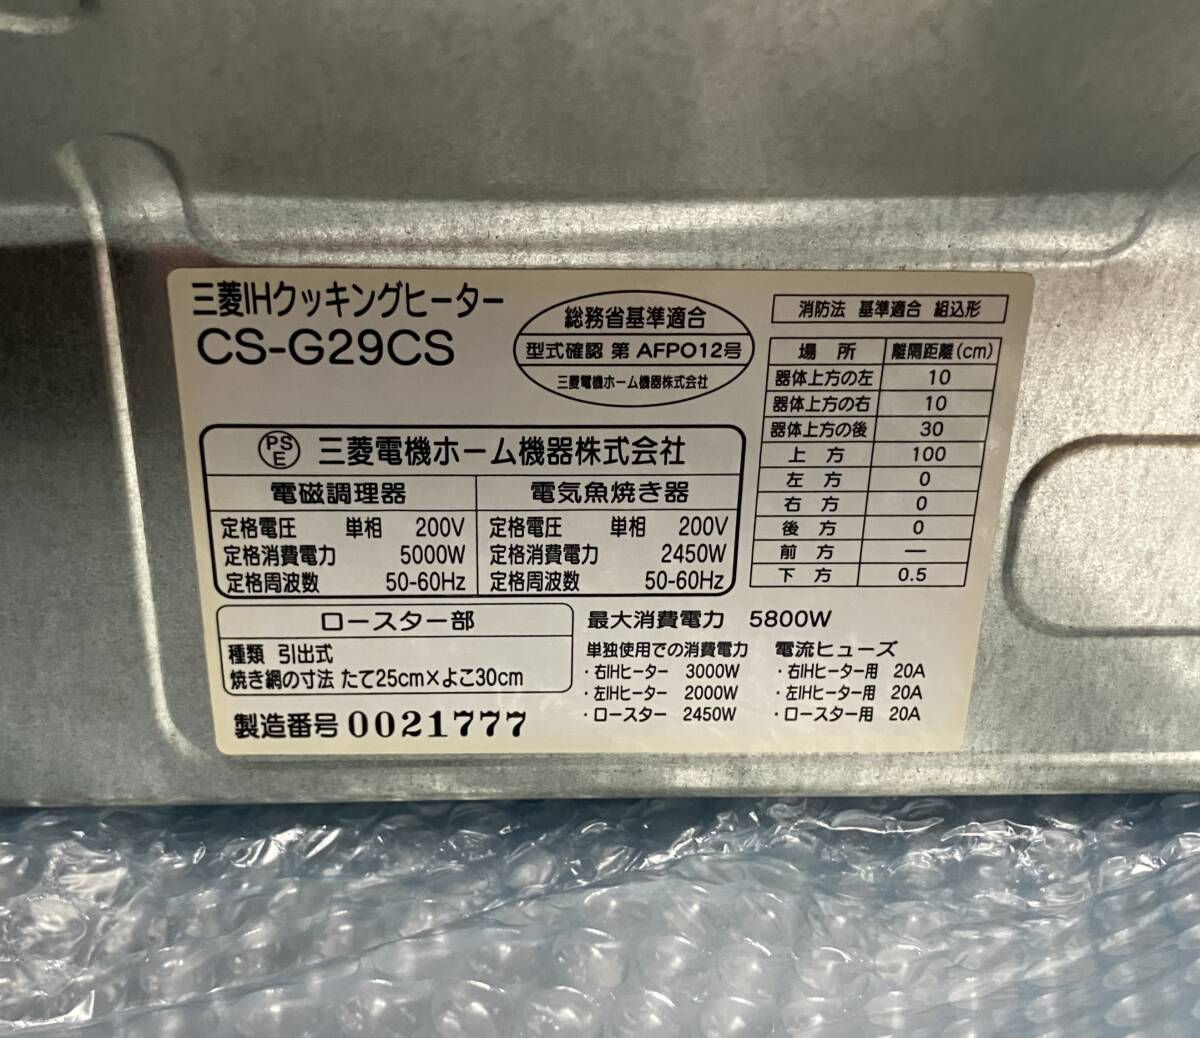 三菱IHクッキングヒーター
CS-G29CS
総務省基準適合
型式確認 第 AFPO12号
三菱電機ホーム機器株式会社
消防法 基準適合 組込形
場 所 離隔距離(cm)
器体上方の左 10
器体上方の右 10
器体上方の後 30
上 方 100
左 方 0
右 方 0
後 方 0
前 方 —
下 方 0.5
PSE 三菱電機ホーム機器株式会社
電磁調理器
定格電圧 単相 200V
定格消費電力 5000W
定格周波数 50-60Hz
電気魚焼き器
定格電圧 単相 200V
定格消費電力 2450W
定格周波数 50-60Hz
ロースター部
種類 引出式
焼き網の寸法 たて25cm×よこ30cm
製造番号 0021777
最大消費電力 5800W
単独使用での消費電力
・右IHヒーター 3000W
・左IHヒーター 2000W
・ロースター 2450W
電流ヒューズ
・右IHヒーター用 20A
・左IHヒーター用 20A
・ロースター用 20A